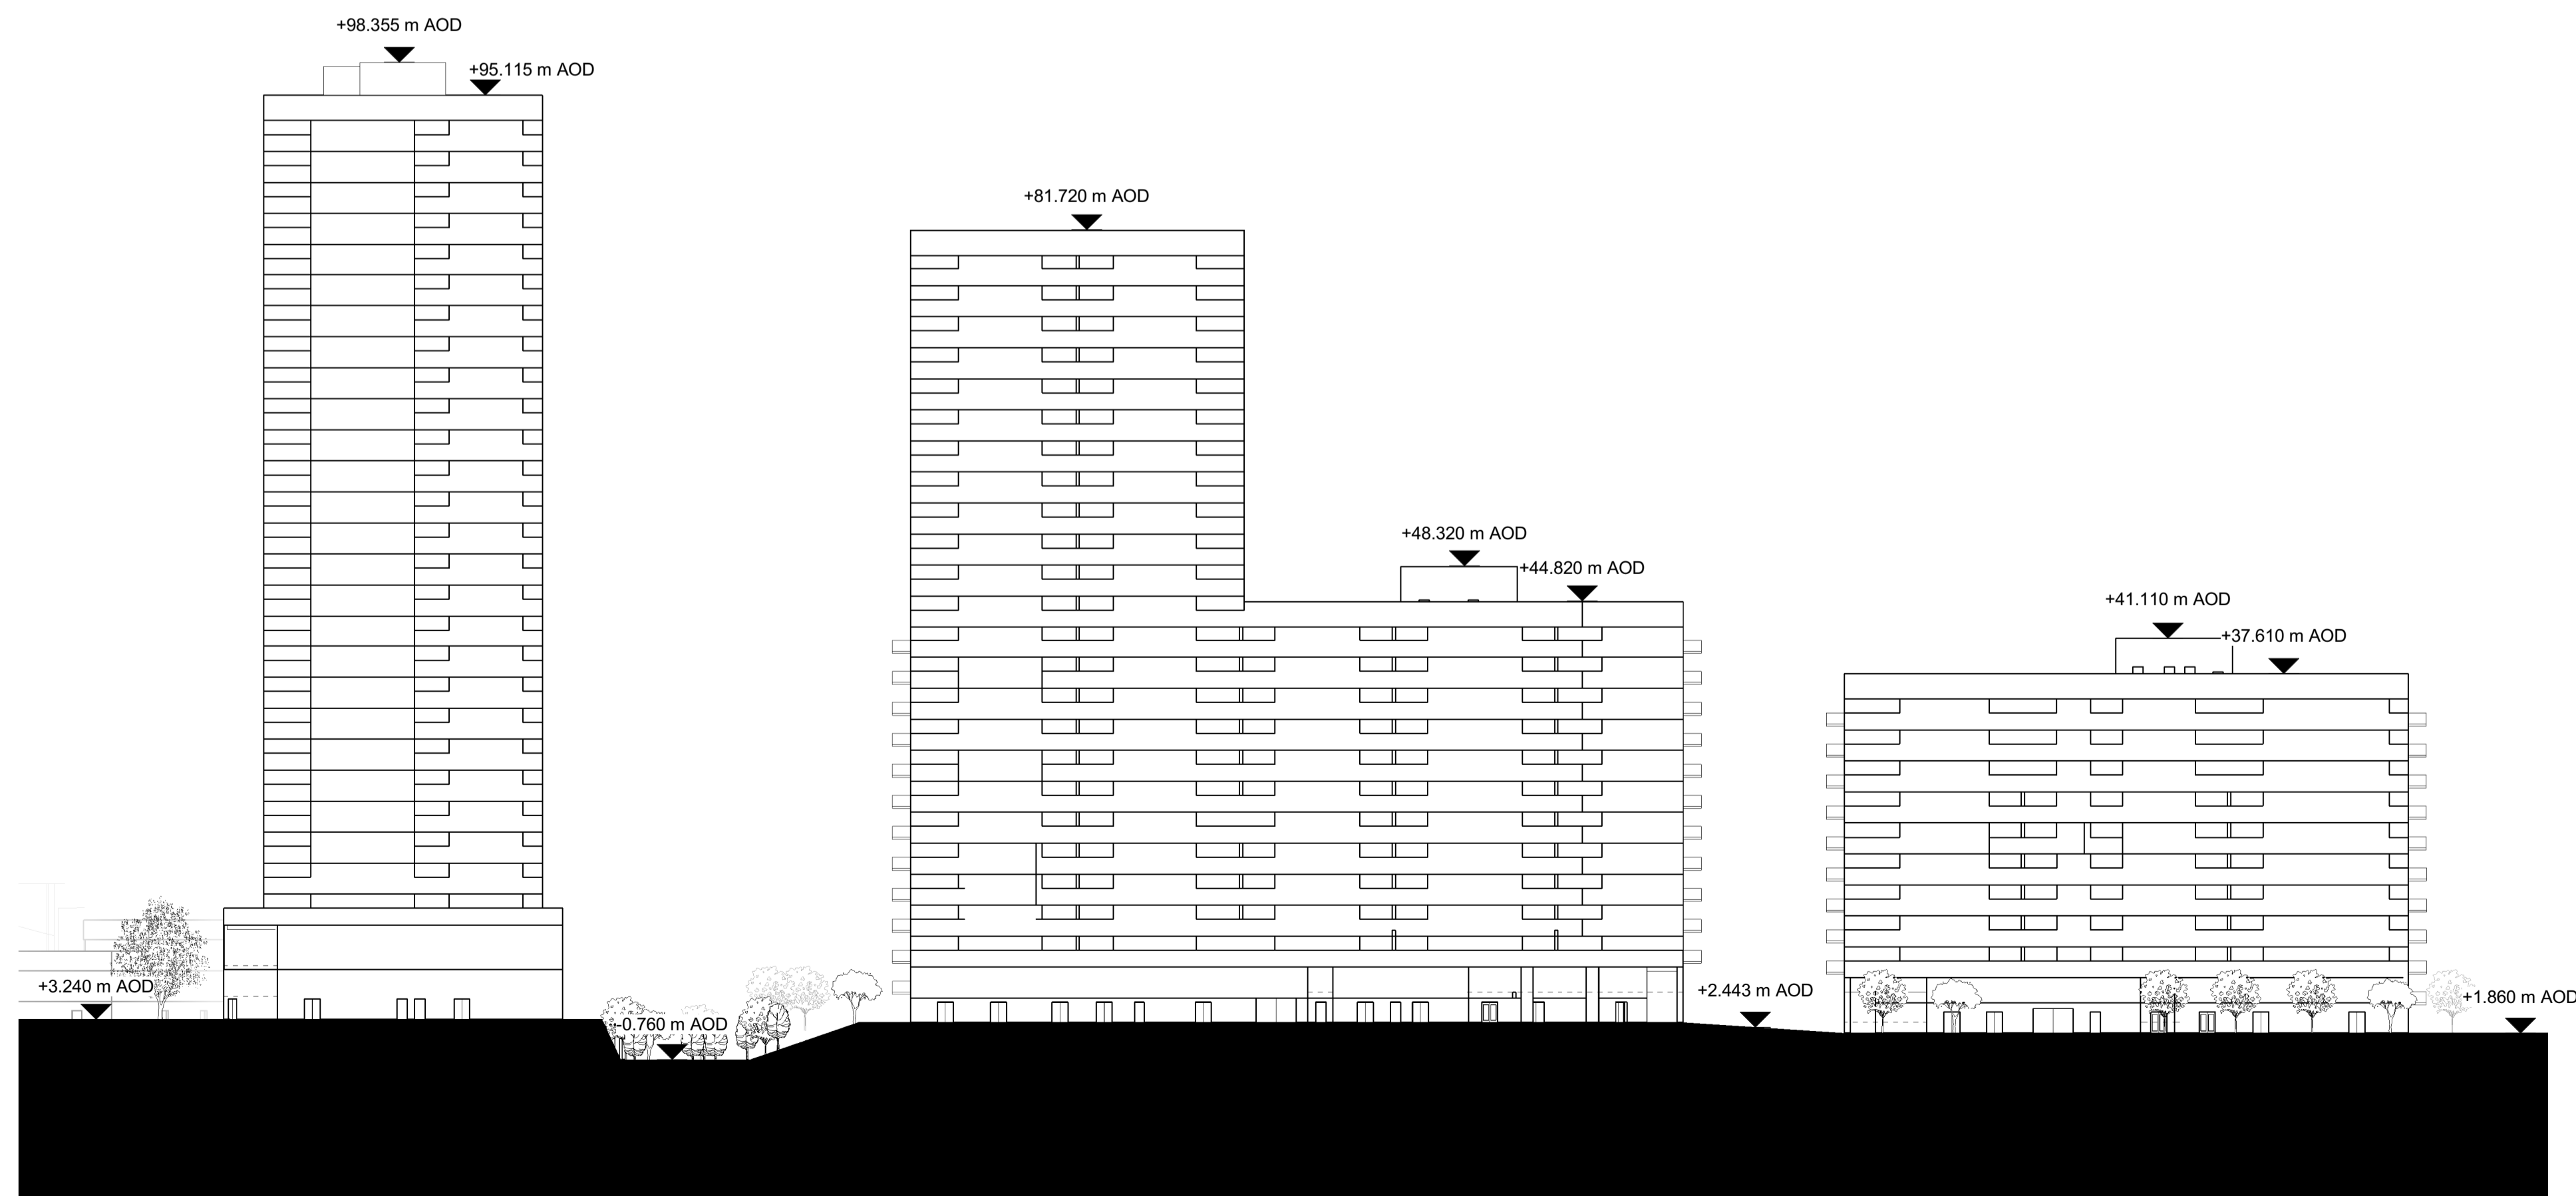 +98.355 m AOD
+95.115 m AOD
+81.720 m AOD
+48.320 m AOD
+44.820 m AOD
+41.110 m AOD
+37.610 m AOD
+3.240 m AOD
-0.760 m AOD
+2.443 m AOD
+1.860 m AOD